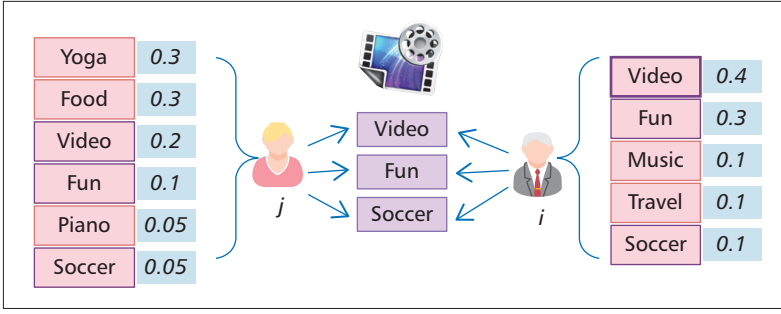 Yoga 0.3
Food 0.3
Video 0.2
Fun 0.1
Piano 0.05
Soccer 0.05
j
Video
Fun
Soccer
i
Video 0.4
Fun 0.3
Music 0.1
Travel 0.1
Soccer 0.1